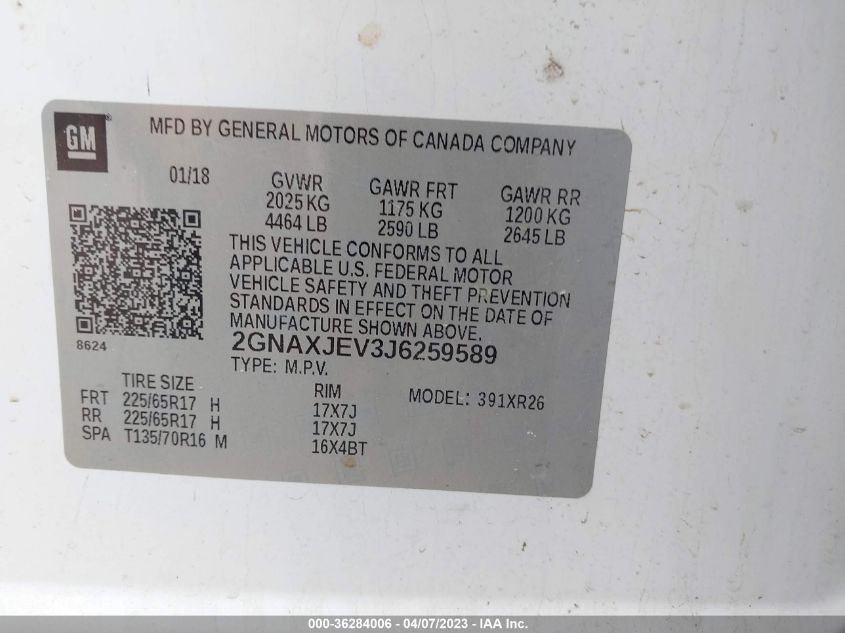 GM
MFD BY GENERAL MOTORS OF CANADA COMPANY
01/18 GVWR GAWR FRT GAWR RR
2025 KG 1175 KG 1200 KG
4464 LB 2590 LB 2645 LB
THIS VEHICLE CONFORMS TO ALL
APPLICABLE U.S. FEDERAL MOTOR
VEHICLE SAFETY AND THEFT PREVENTION
STANDARDS IN EFFECT ON THE DATE OF
MANUFACTURE SHOWN ABOVE.
8624 2GNAXJEV3J6259589
TYPE: M.P.V.
TIRE SIZE RIM MODEL: 391XR26
FRT 225/65R17 H 17X7J
RR 225/65R17 H 17X7J
SPA T135/70R16 M 16X4BT
000-36284006 - 04/07/2023 - IAA Inc.